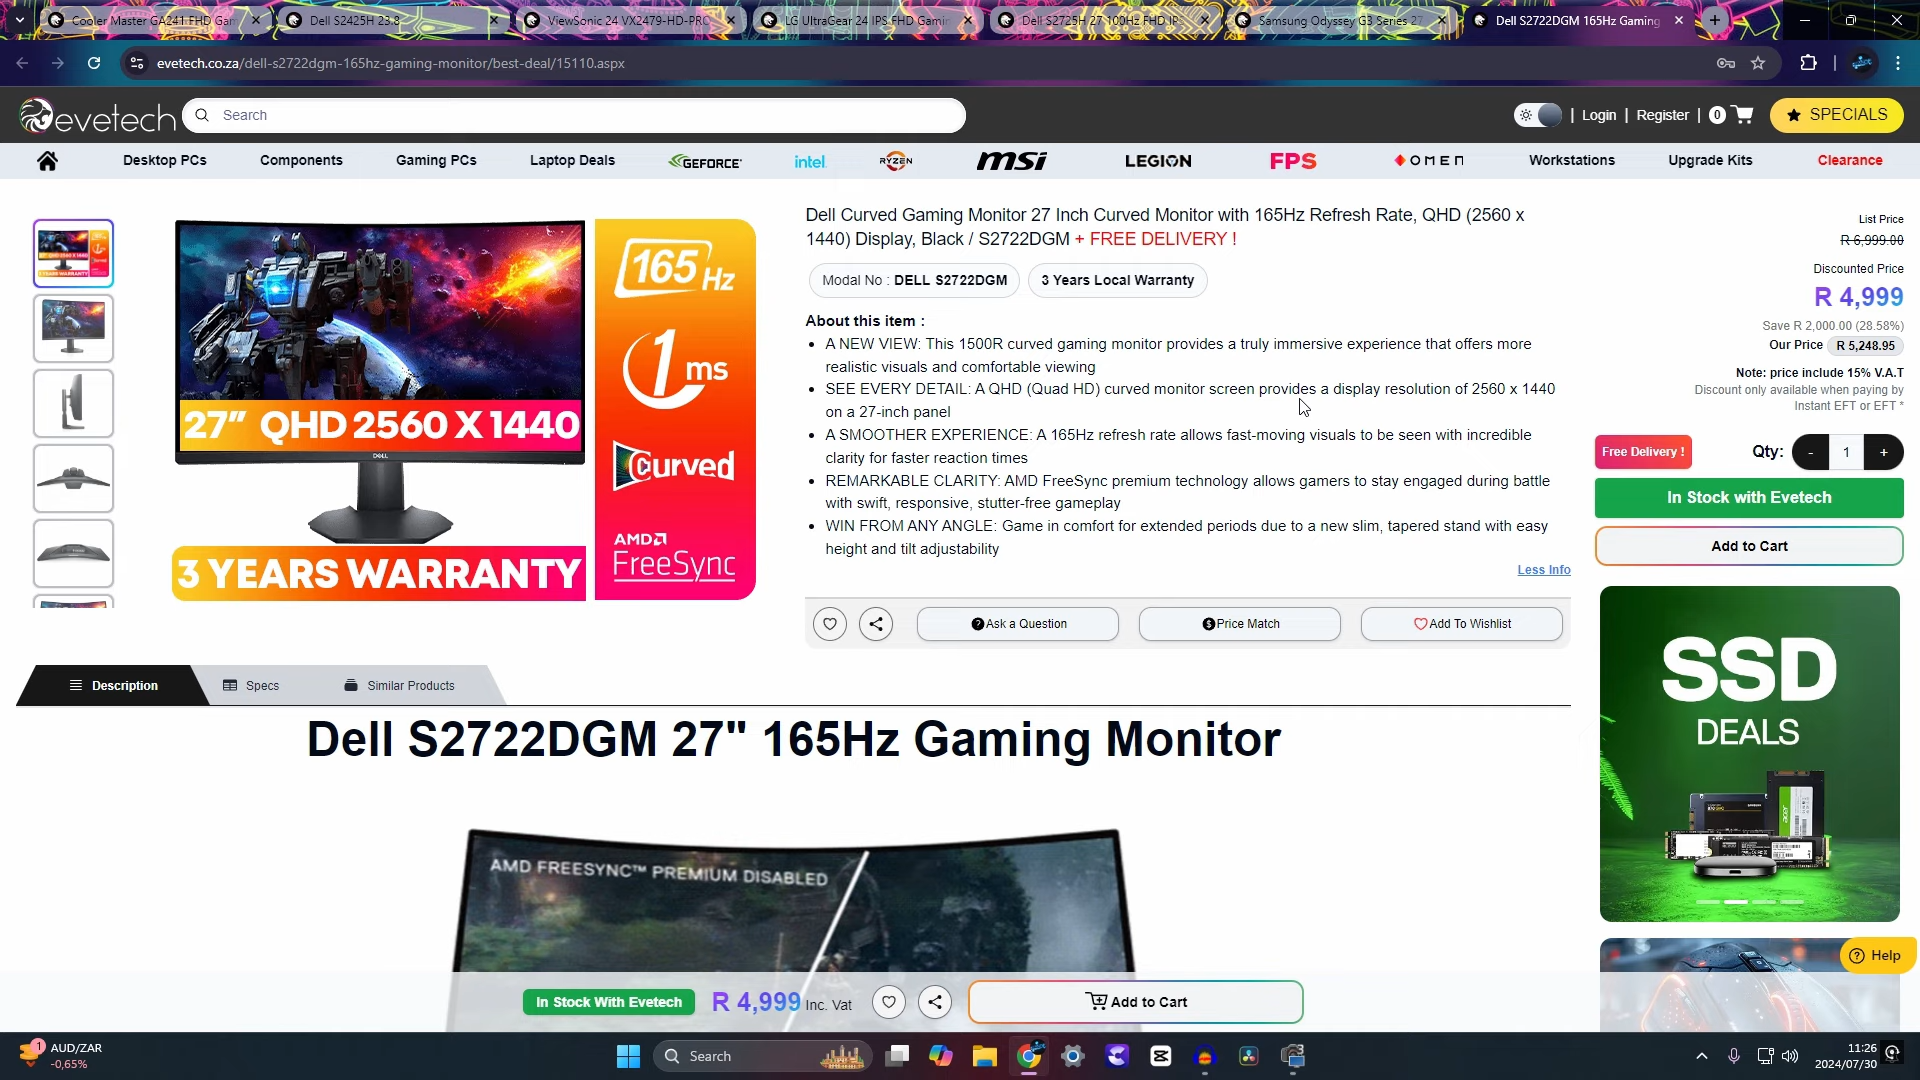 Cooler Master GA241 FHD Gam
Dell S2425H 23.8
ViewSonic 24 VX2479-HD-PRO
LG UltraGear 24 IPS FHD Gamin
Dell S2725H 27 100Hz FHD IPS
Samsung Odyssey G3 Series 27
Dell S2722DGM 165Hz Gaming
evetech.co.za/dell-s2722dgm-165hz-gaming-monitor/best-deal/15110.aspx
evetech
Search
Login | Register | 0
SPECIALS
Desktop PCs
Components
Gaming PCs
Laptop Deals
GEFORCE
intel
RYZEN
msi
LEGION
FPS
OMEN
Workstations
Upgrade Kits
Clearance
165Hz
1ms
Curved
AMD
FreeSync
27" QHD 2560 X 1440
DELL
3 YEARS WARRANTY
Dell Curved Gaming Monitor 27 Inch Curved Monitor with 165Hz Refresh Rate, QHD (2560 x
1440) Display, Black / S2722DGM + FREE DELIVERY !
Modal No : DELL S2722DGM
3 Years Local Warranty
About this item :
• A NEW VIEW: This 1500R curved gaming monitor provides a truly immersive experience that offers more
realistic visuals and comfortable viewing
• SEE EVERY DETAIL: A QHD (Quad HD) curved monitor screen provides a display resolution of 2560 x 1440
on a 27-inch panel
• A SMOOTHER EXPERIENCE: A 165Hz refresh rate allows fast-moving visuals to be seen with incredible
clarity for faster reaction times
• REMARKABLE CLARITY: AMD FreeSync premium technology allows gamers to stay engaged during battle
with swift, responsive, stutter-free gameplay
• WIN FROM ANY ANGLE: Game in comfort for extended periods due to a new slim, tapered stand with easy
height and tilt adjustability
Less Info
Ask a Question
Price Match
Add To Wishlist
List Price
R 6,999.00
Discounted Price
R 4,999
Save R 2,000.00 (28.58%)
Our Price R 5,248.95
Note: price include 15% V.A.T
Discount only available when paying by
Instant EFT or EFT *
Free Delivery !
Qty: - 1 +
In Stock with Evetech
Add to Cart
SSD
DEALS
Description
Specs
Similar Products
Dell S2722DGM 27" 165Hz Gaming Monitor
AMD FREESYNC™ PREMIUM DISABLED
Help
In Stock With Evetech
R 4,999 Inc. Vat
Add to Cart
1
AUD/ZAR
-0,65%
Search
11:26
2024/07/30